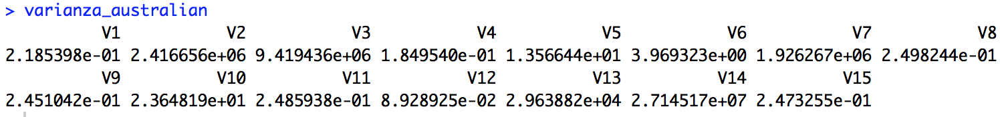 > varianza_australian
V1 V2 V3 V4 V5 V6 V7 V8
2.185398e-01 2.416656e+06 9.419436e+06 1.849540e-01 1.356644e+01 3.969323e+00 1.926267e+06 2.498244e-01
V9 V10 V11 V12 V13 V14 V15
2.451042e-01 2.364819e+01 2.485938e-01 8.928925e-02 2.963882e+04 2.714517e+07 2.473255e-01